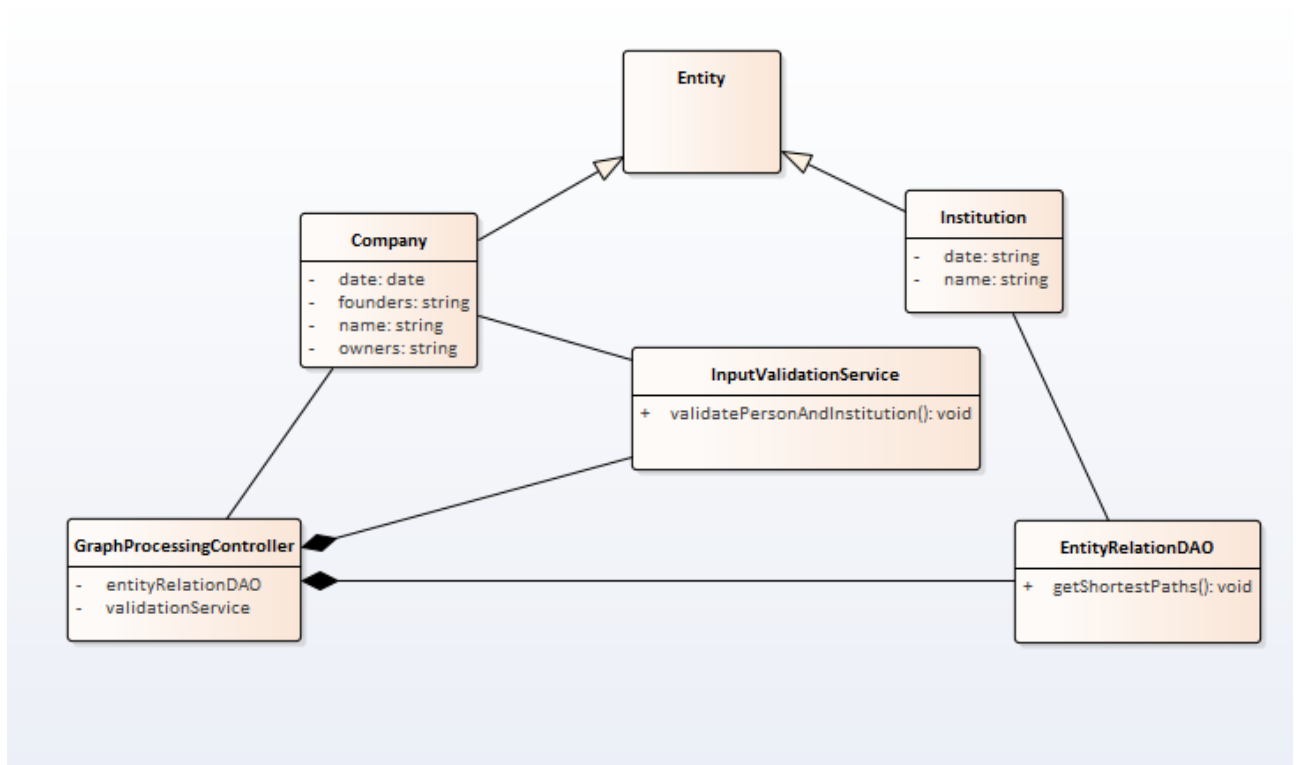 Entity
Company
- date: date
- founders: string
- name: string
- owners: string
Institution
- date: string
- name: string
InputValidationService
+ validatePersonAndInstitution(): void
GraphProcessingController
- entityRelationDAO
- validationService
EntityRelationDAO
+ getShortestPaths(): void